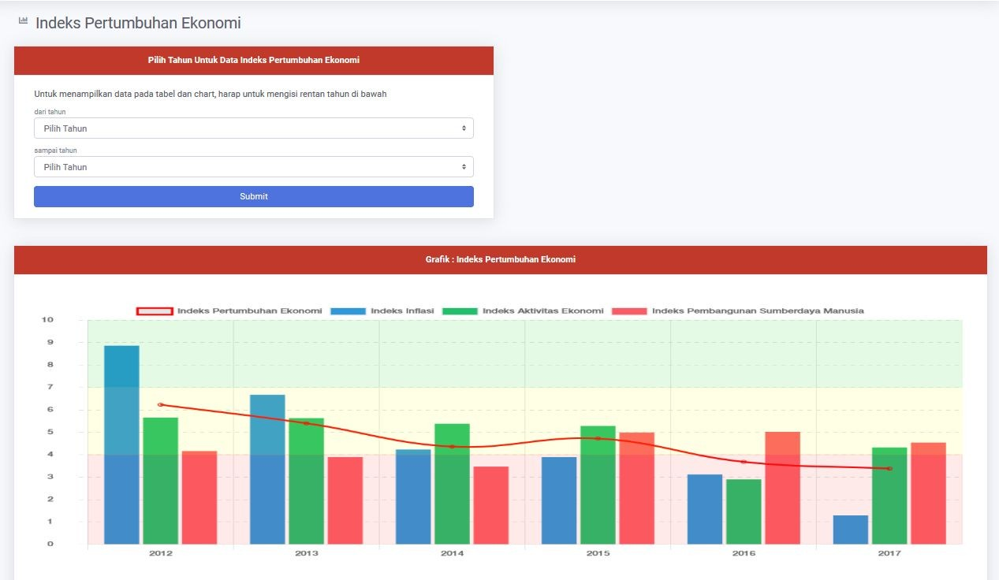 Indeks Pertumbuhan Ekonomi
Pilih Tahun Untuk Data Indeks Pertumbuhan Ekonomi
Untuk menampilkan data pada tabel dan chart, harap untuk mengisi rentan tahun di bawah
dari tahun
Pilih Tahun
sampai tahun
Pilih Tahun
Submit
Grafik : Indeks Pertumbuhan Ekonomi
Indeks Pertumbuhan Ekonomi Indeks Inflasi Indeks Aktivitas Ekonomi Indeks Pembangunan Sumberdaya Manusia
10
9
8
7
6
5
4
3
2
1
0
2012 2013 2014 2015 2016 2017